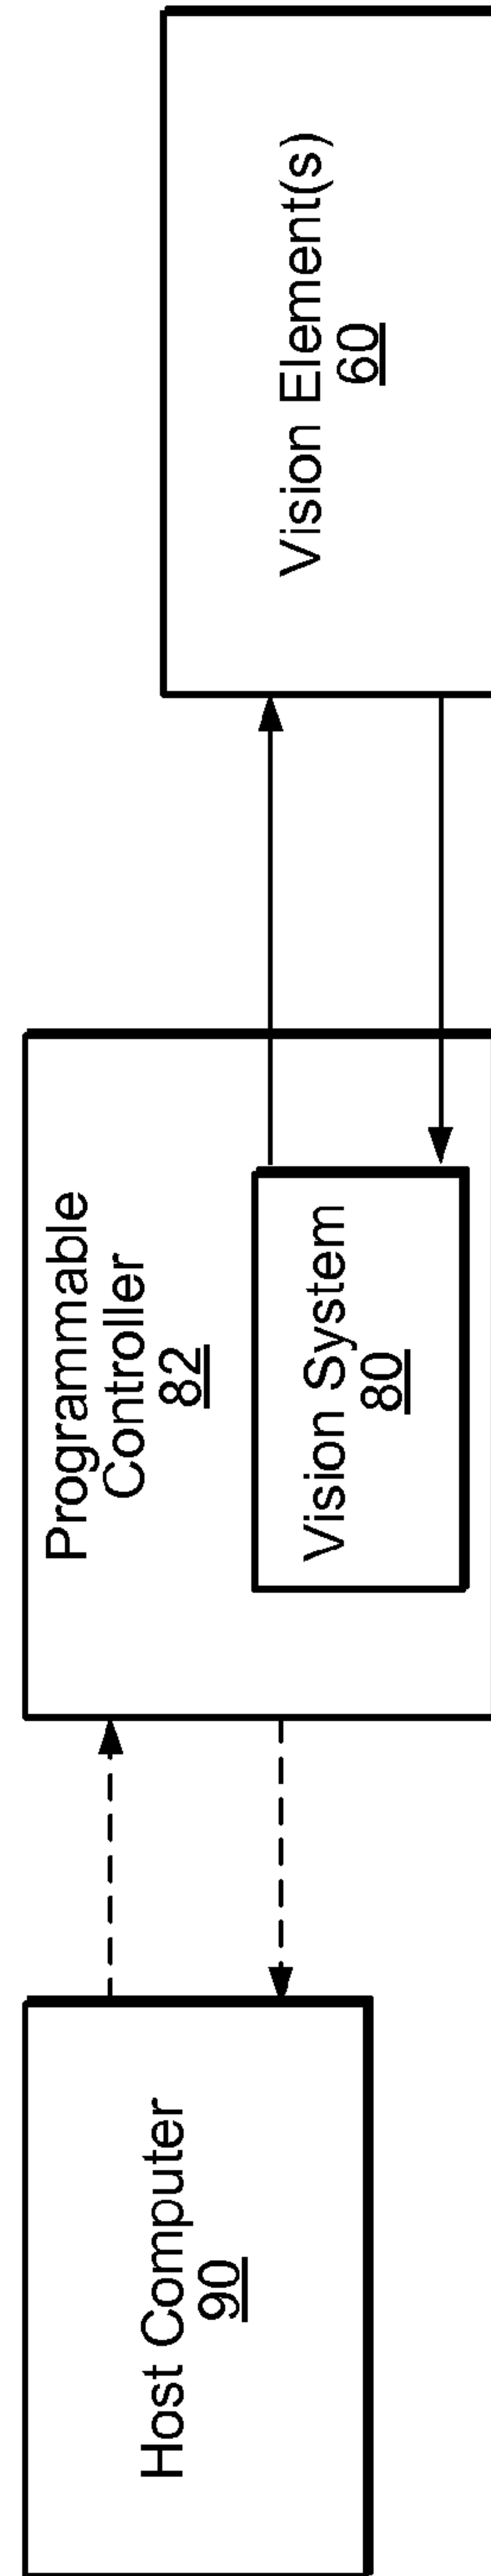 Host Computer
90
Programmable
Controller
82
Vision System
80
Vision Element(s)
60